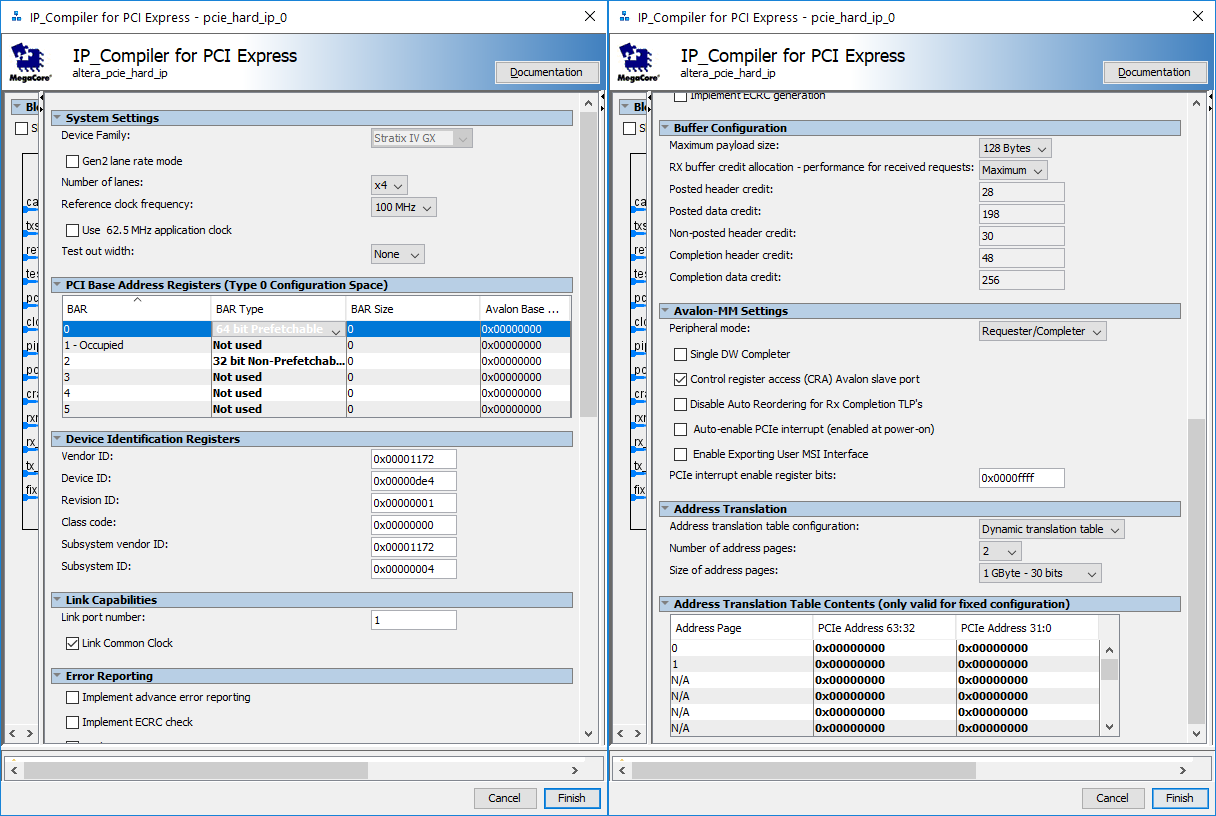 IP_Compiler for PCI Express - pcie_hard_ip_0
IP_Compiler for PCI Express
altera_pcie_hard_ip
MegaCore®
Documentation
System Settings
Device Family: Stratix IV GX
Gen2 lane rate mode
Number of lanes: x4
Reference clock frequency: 100 MHz
Use 62.5 MHz application clock
Test out width: None
PCI Base Address Registers (Type 0 Configuration Space)
BAR BAR Type BAR Size Avalon Base ...
0 64 bit Prefetchable 0 0x00000000
1 - Occupied Not used 0 0x00000000
2 32 bit Non-Prefetchab... 0 0x00000000
3 Not used 0 0x00000000
4 Not used 0 0x00000000
5 Not used 0 0x00000000
Device Identification Registers
Vendor ID: 0x00001172
Device ID: 0x00000de4
Revision ID: 0x00000001
Class code: 0x00000000
Subsystem vendor ID: 0x00001172
Subsystem ID: 0x00000004
Link Capabilities
Link port number: 1
Link Common Clock
Error Reporting
Implement advance error reporting
Implement ECRC check
Cancel Finish
IP_Compiler for PCI Express - pcie_hard_ip_0
IP_Compiler for PCI Express
altera_pcie_hard_ip
MegaCore®
Documentation
Implement ECRC generation
Buffer Configuration
Maximum payload size: 128 Bytes
RX buffer credit allocation - performance for received requests: Maximum
Posted header credit: 28
Posted data credit: 198
Non-posted header credit: 30
Completion header credit: 48
Completion data credit: 256
Avalon-MM Settings
Peripheral mode: Requester/Completer
Single DW Completer
Control register access (CRA) Avalon slave port
Disable Auto Reordering for Rx Completion TLP's
Auto-enable PCIe interrupt (enabled at power-on)
Enable Exporting User MSI Interface
PCIe interrupt enable register bits: 0x0000ffff
Address Translation
Address translation table configuration: Dynamic translation table
Number of address pages: 2
Size of address pages: 1 GByte - 30 bits
Address Translation Table Contents (only valid for fixed configuration)
Address Page PCIe Address 63:32 PCIe Address 31:0
0 0x00000000 0x00000000
1 0x00000000 0x00000000
N/A 0x00000000 0x00000000
N/A 0x00000000 0x00000000
N/A 0x00000000 0x00000000
N/A 0x00000000 0x00000000
Cancel Finish